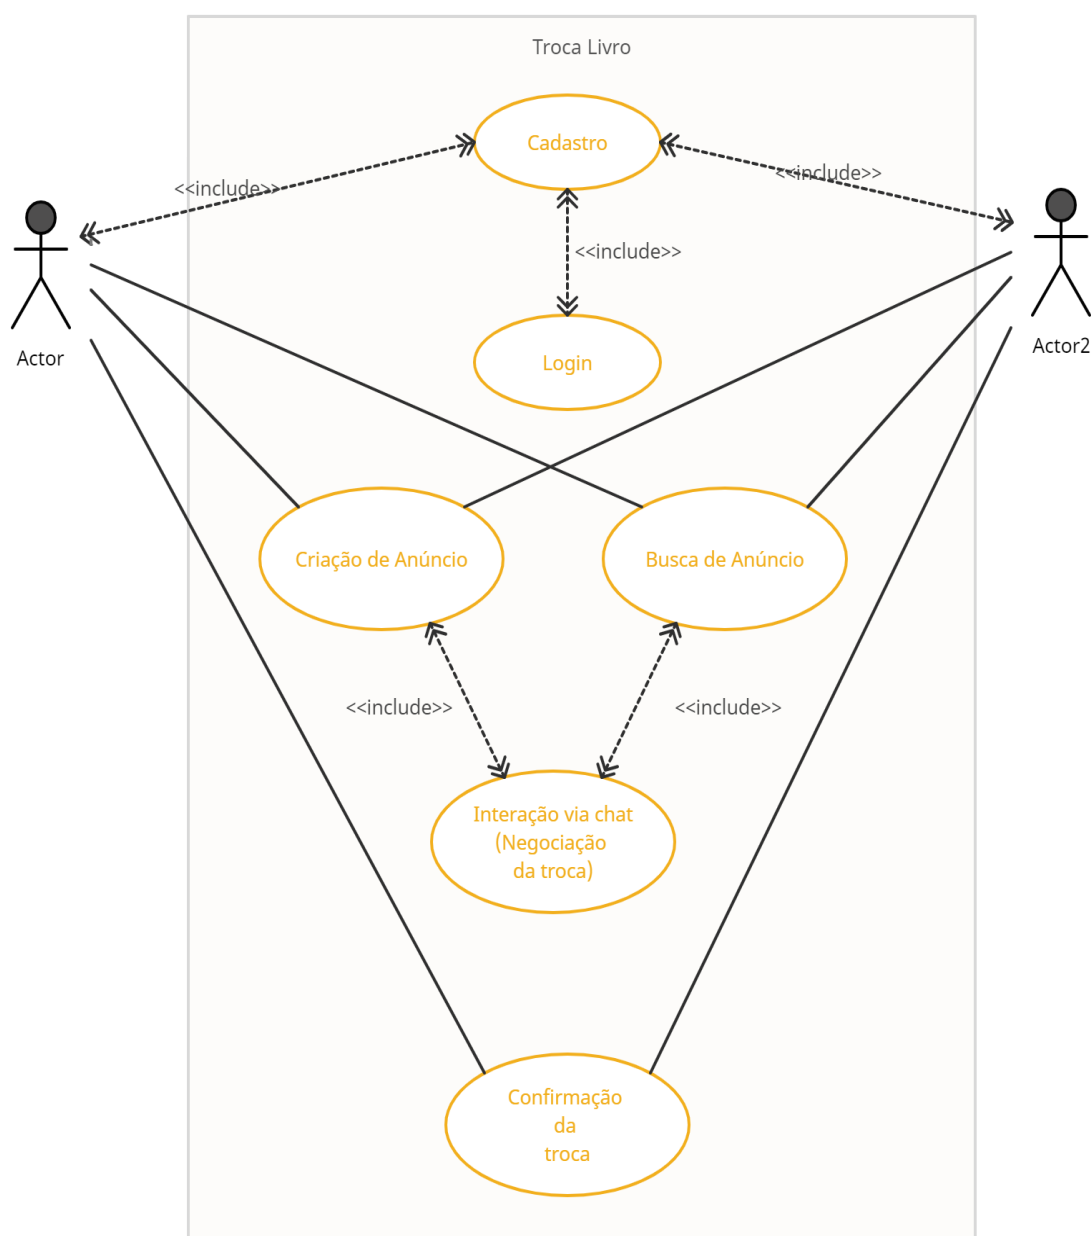 Troca Livro
Cadastro
<<include>>
<<include>>
<<include>>
Actor
Actor2
Login
Criação de Anúncio
Busca de Anúncio
<<include>>
<<include>>
Interação via chat
(Negociação
da troca)
Confirmação
da
troca